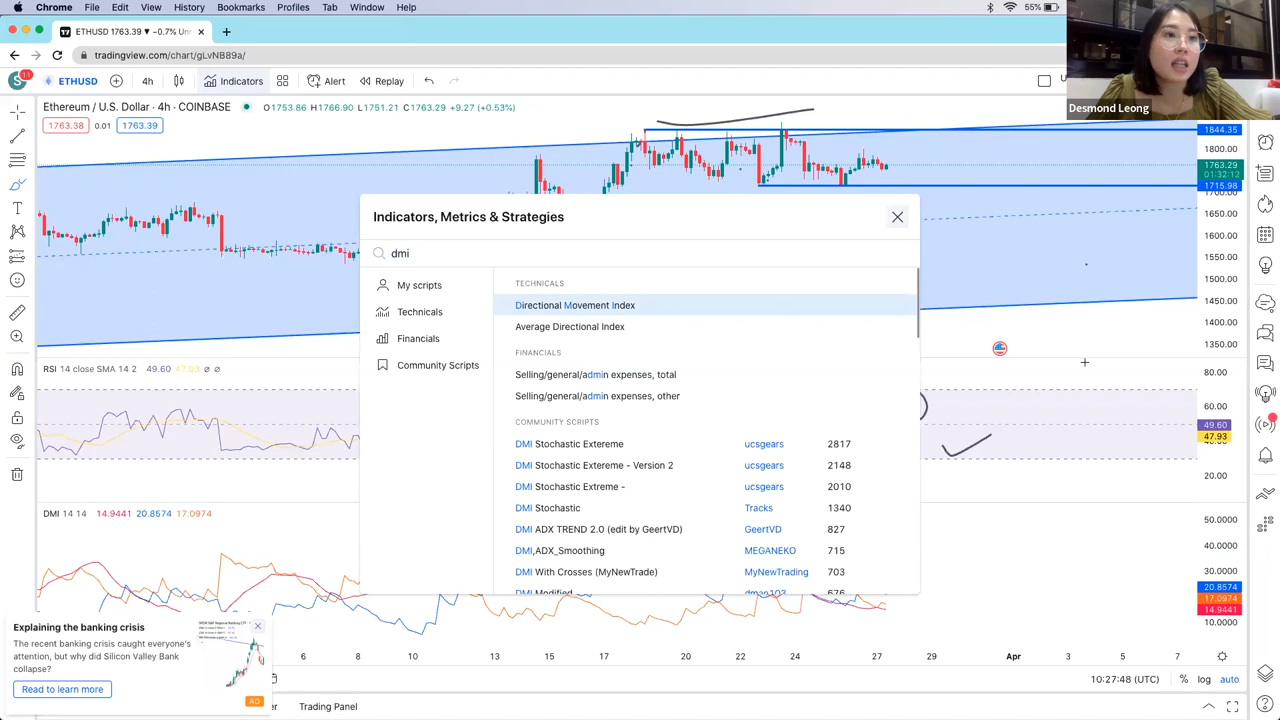 Chrome File Edit View History Bookmarks Profiles Tab Window Help 55%
ETHUSD 1763.39 ▼ −0.7% Un
tradingview.com/chart/gLvNB89a/
S 11 ETHUSD 4h Indicators Alert Replay
Desmond Leong
Ethereum / U.S. Dollar · 4h · COINBASE O1753.86 H1766.90 L1751.21 C1763.29 +9.27 (+0.53%)
1763.38 0.01 1763.39
1844.35
1800.00
1763.29
01:32:12
1715.98
1700.00
1650.00
1600.00
1550.00
1500.00
1450.00
1400.00
1350.00
Indicators, Metrics & Strategies
dmi
My scripts
Technicals
Financials
Community Scripts
TECHNICALS
Directional Movement Index
Average Directional Index
FINANCIALS
Selling/general/admin expenses, total
Selling/general/admin expenses, other
COMMUNITY SCRIPTS
DMI Stochastic Extereme ucsgears 2817
DMI Stochastic Extereme - Version 2 ucsgears 2148
DMI Stochastic Extreme - ucsgears 2010
DMI Stochastic Tracks 1340
DMI ADX TREND 2.0 (edit by GeertVD) GeertVD 827
DMI,ADX_Smoothing MEGANEKO 715
DMI With Crosses (MyNewTrade) MyNewTrading 703
DMI Modified
RSI 14 close SMA 14 2 49.60 47.93 ø ø
80.00
60.00
49.60
47.93
20.00
DMI 14 14 14.9441 20.8574 17.0974
50.0000
40.0000
30.0000
20.8574
17.0974
14.9441
10.0000
Explaining the banking crisis
The recent banking crisis caught everyone's
attention, but why did Silicon Valley Bank
collapse?
Read to learn more
AD
6 8 10 13 15 17 20 22 24 27 29 Apr 3 5 7
10:27:48 (UTC) % log auto
Trading Panel